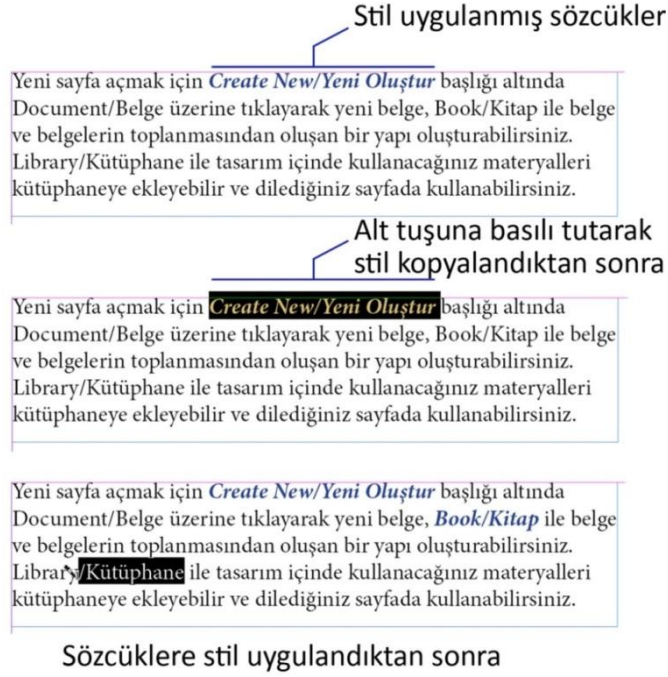 Stil uygulanmış sözcükler
Yeni sayfa açmak için Create New/Yeni Oluştur başlığı altında
Document/Belge üzerine tıklayarak yeni belge, Book/Kitap ile belge
ve belgelerin toplanmasından oluşan bir yapı oluşturabilirsiniz.
Library/Kütüphane ile tasarım içinde kullanacağınız materyalleri
kütüphaneye ekleyebilir ve dilediğiniz sayfada kullanabilirsiniz.
Alt tuşuna basılı tutarak
stil kopyalandıktan sonra
Yeni sayfa açmak için Create New/Yeni Oluştur başlığı altında
Document/Belge üzerine tıklayarak yeni belge, Book/Kitap ile belge
ve belgelerin toplanmasından oluşan bir yapı oluşturabilirsiniz.
Library/Kütüphane ile tasarım içinde kullanacağınız materyalleri
kütüphaneye ekleyebilir ve dilediğiniz sayfada kullanabilirsiniz.
Yeni sayfa açmak için Create New/Yeni Oluştur başlığı altında
Document/Belge üzerine tıklayarak yeni belge, Book/Kitap ile belge
ve belgelerin toplanmasından oluşan bir yapı oluşturabilirsiniz.
Library/Kütüphane ile tasarım içinde kullanacağınız materyalleri
kütüphaneye ekleyebilir ve dilediğiniz sayfada kullanabilirsiniz.
Sözcüklere stil uygulandıktan sonra